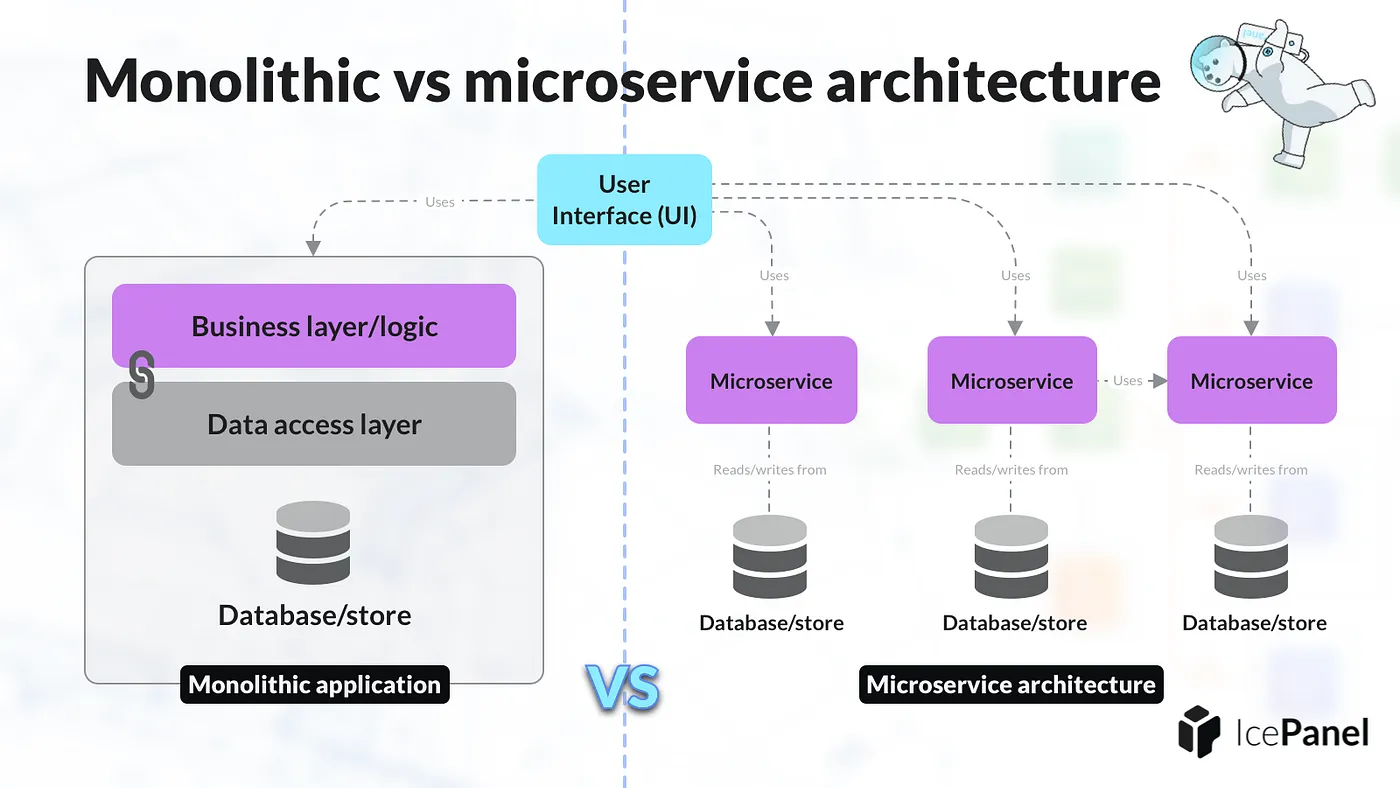 Monolithic vs microservice architecture
User
Interface (UI)
Uses
Uses
Uses
Uses
Business layer/logic
Data access layer
Database/store
Monolithic application
VS
Microservice
Microservice
Uses
Microservice
Reads/writes from
Reads/writes from
Reads/writes from
Database/store
Database/store
Database/store
Microservice architecture
IcePanel